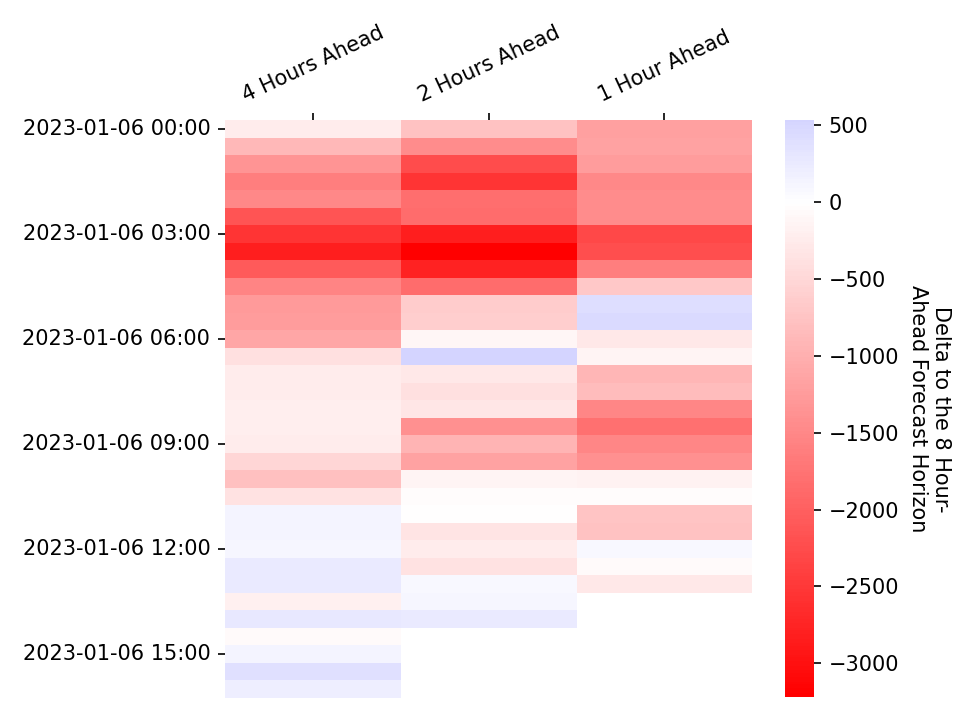 4 Hours Ahead
2 Hours Ahead
1 Hour Ahead
2023-01-06 00:00
2023-01-06 03:00
2023-01-06 06:00
2023-01-06 09:00
2023-01-06 12:00
2023-01-06 15:00
500
0
−500
−1000
−1500
−2000
−2500
−3000
Delta to the 8 Hour-
Ahead Forecast Horizon